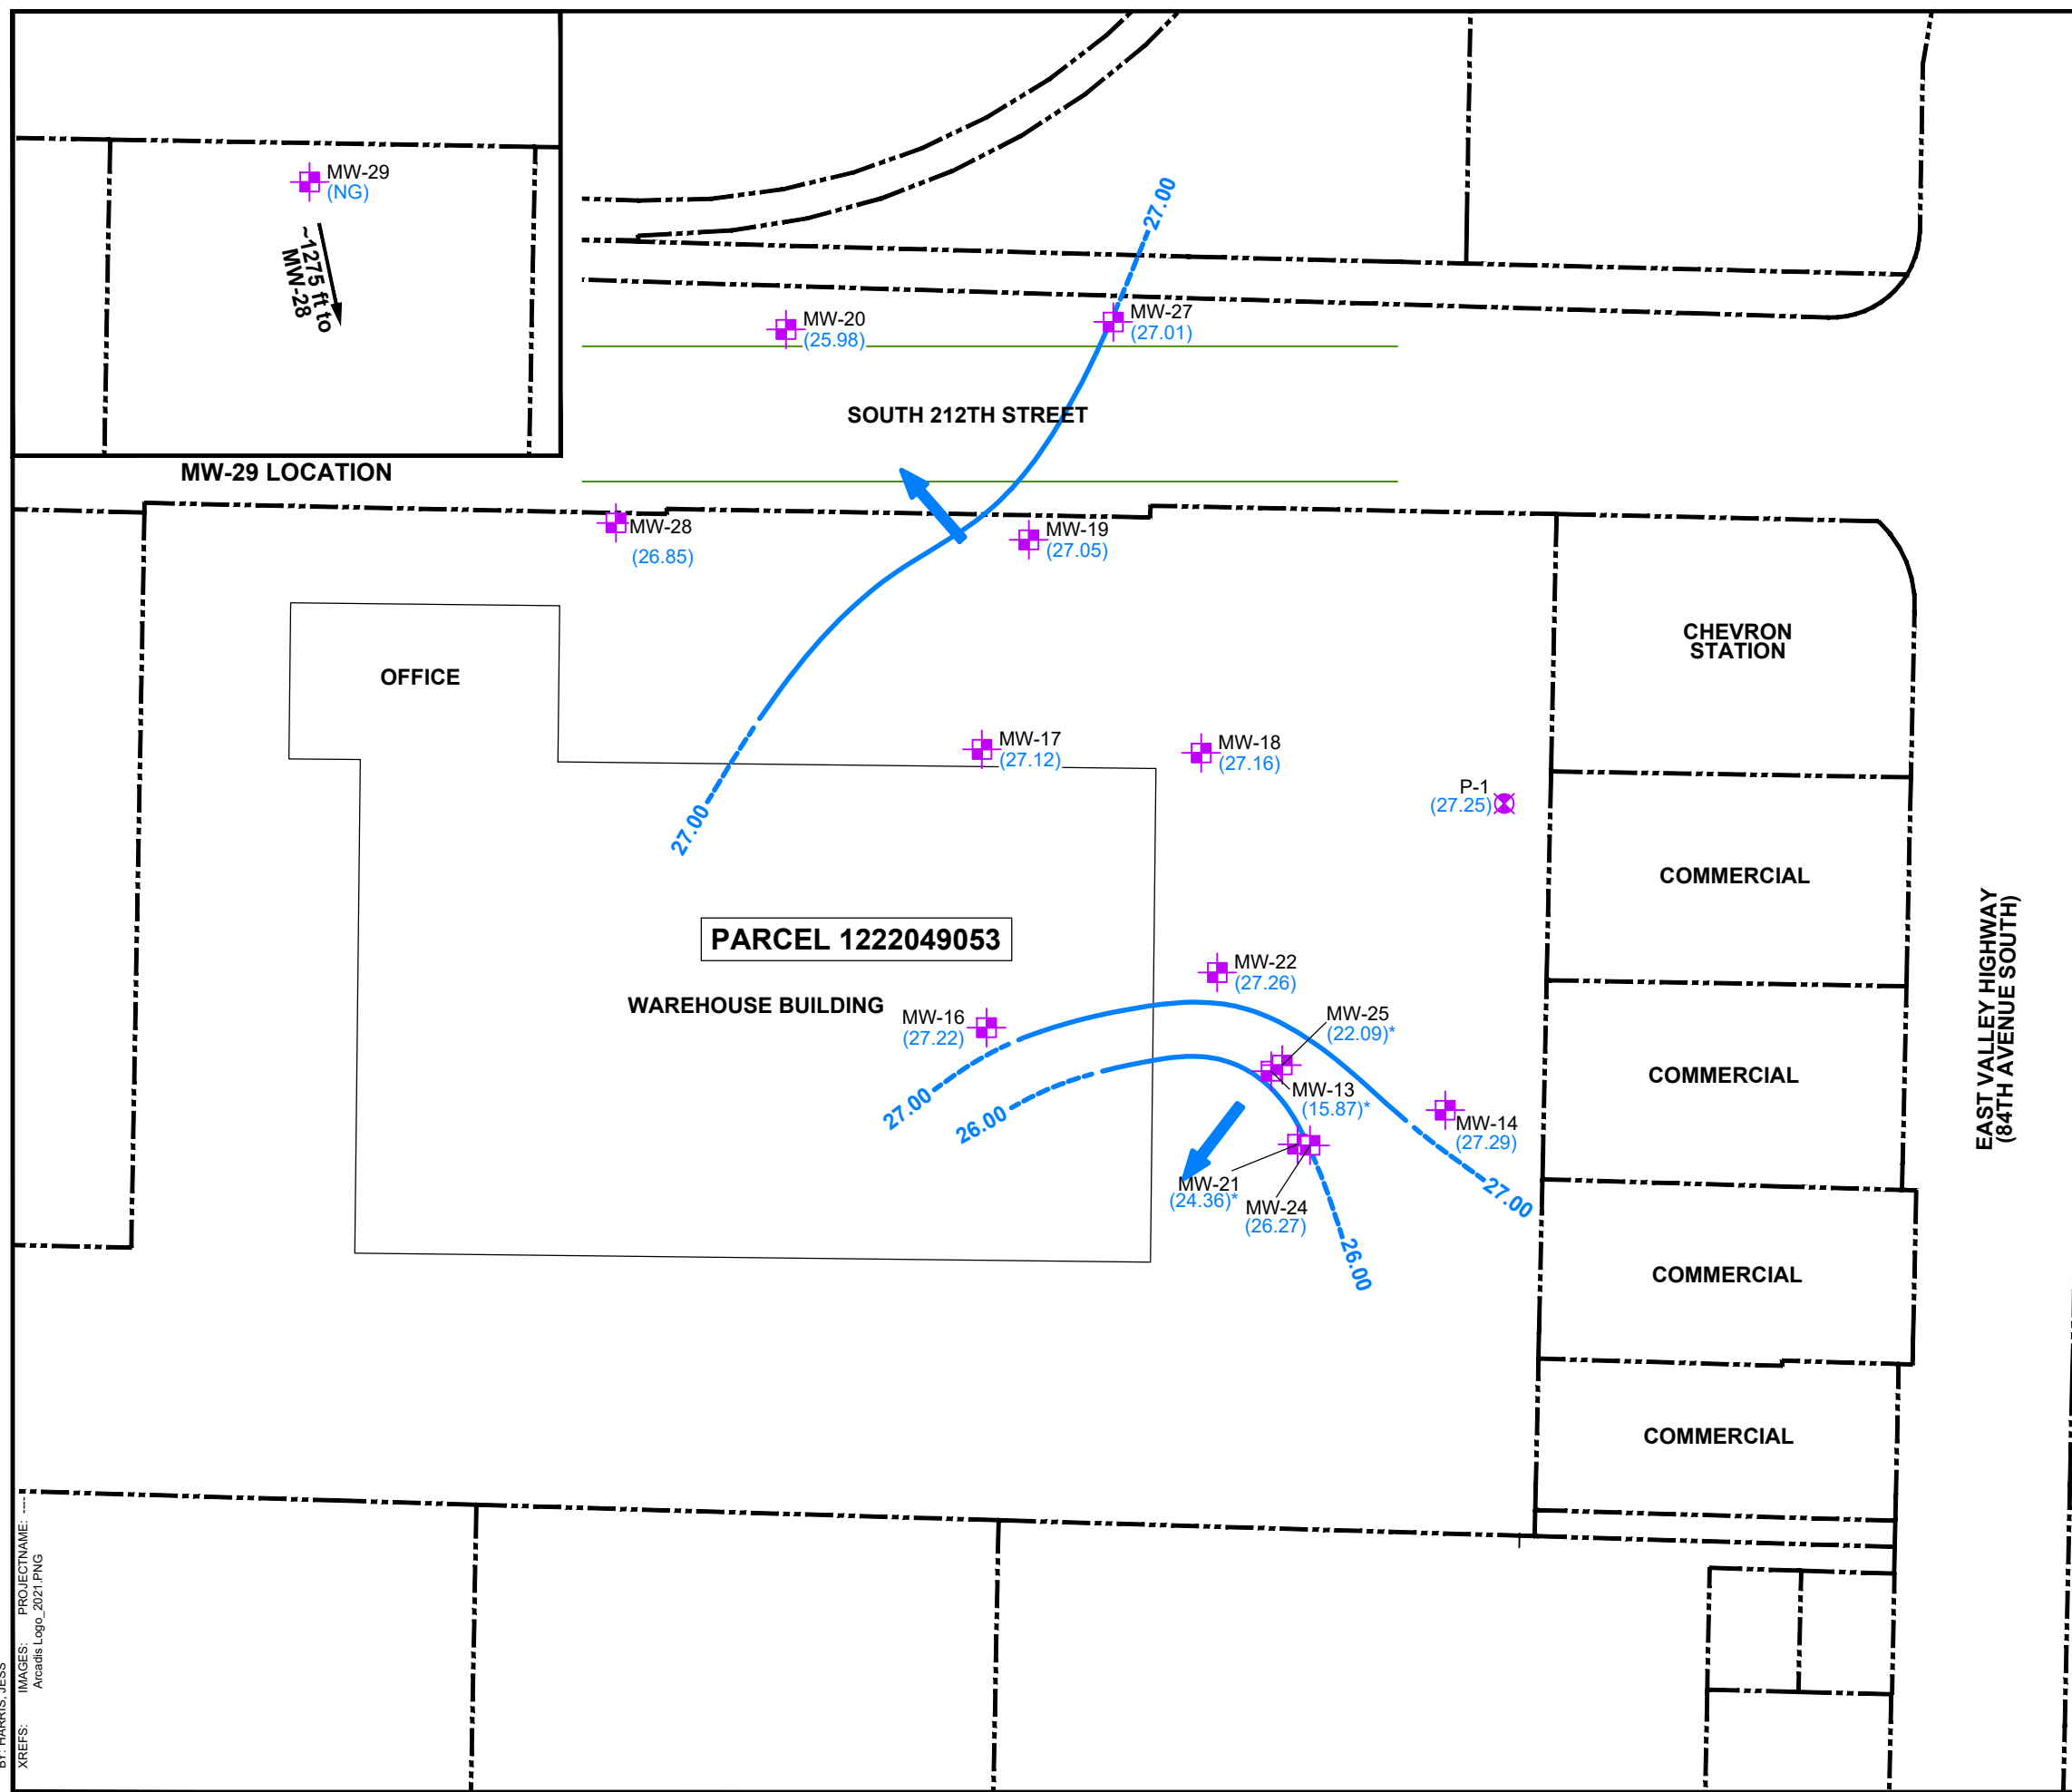 MW-29
(NG)
~1275 ft to
MW-28
MW-29 LOCATION
27.00
MW-20
(25.98)
MW-27
(27.01)
SOUTH 212TH STREET
MW-28
(26.85)
MW-19
(27.05)
OFFICE
CHEVRON
STATION
MW-17
(27.12)
MW-18
(27.16)
P-1
(27.25)
27.00
COMMERCIAL
PARCEL 1222049053
WAREHOUSE BUILDING
MW-22
(27.26)
MW-16
(27.22)
MW-25
(22.09)*
EAST VALLEY HIGHWAY
(84TH AVENUE SOUTH)
COMMERCIAL
MW-13
(15.87)*
27.00
26.00
MW-14
(27.29)
MW-21
(24.36)*
MW-24
(26.27)
27.00
26.00
COMMERCIAL
COMMERCIAL
BY: HARRIS, JESS
XREFS: IMAGES: PROJECTNAME: ----
Arcadis Logo_2021.PNG